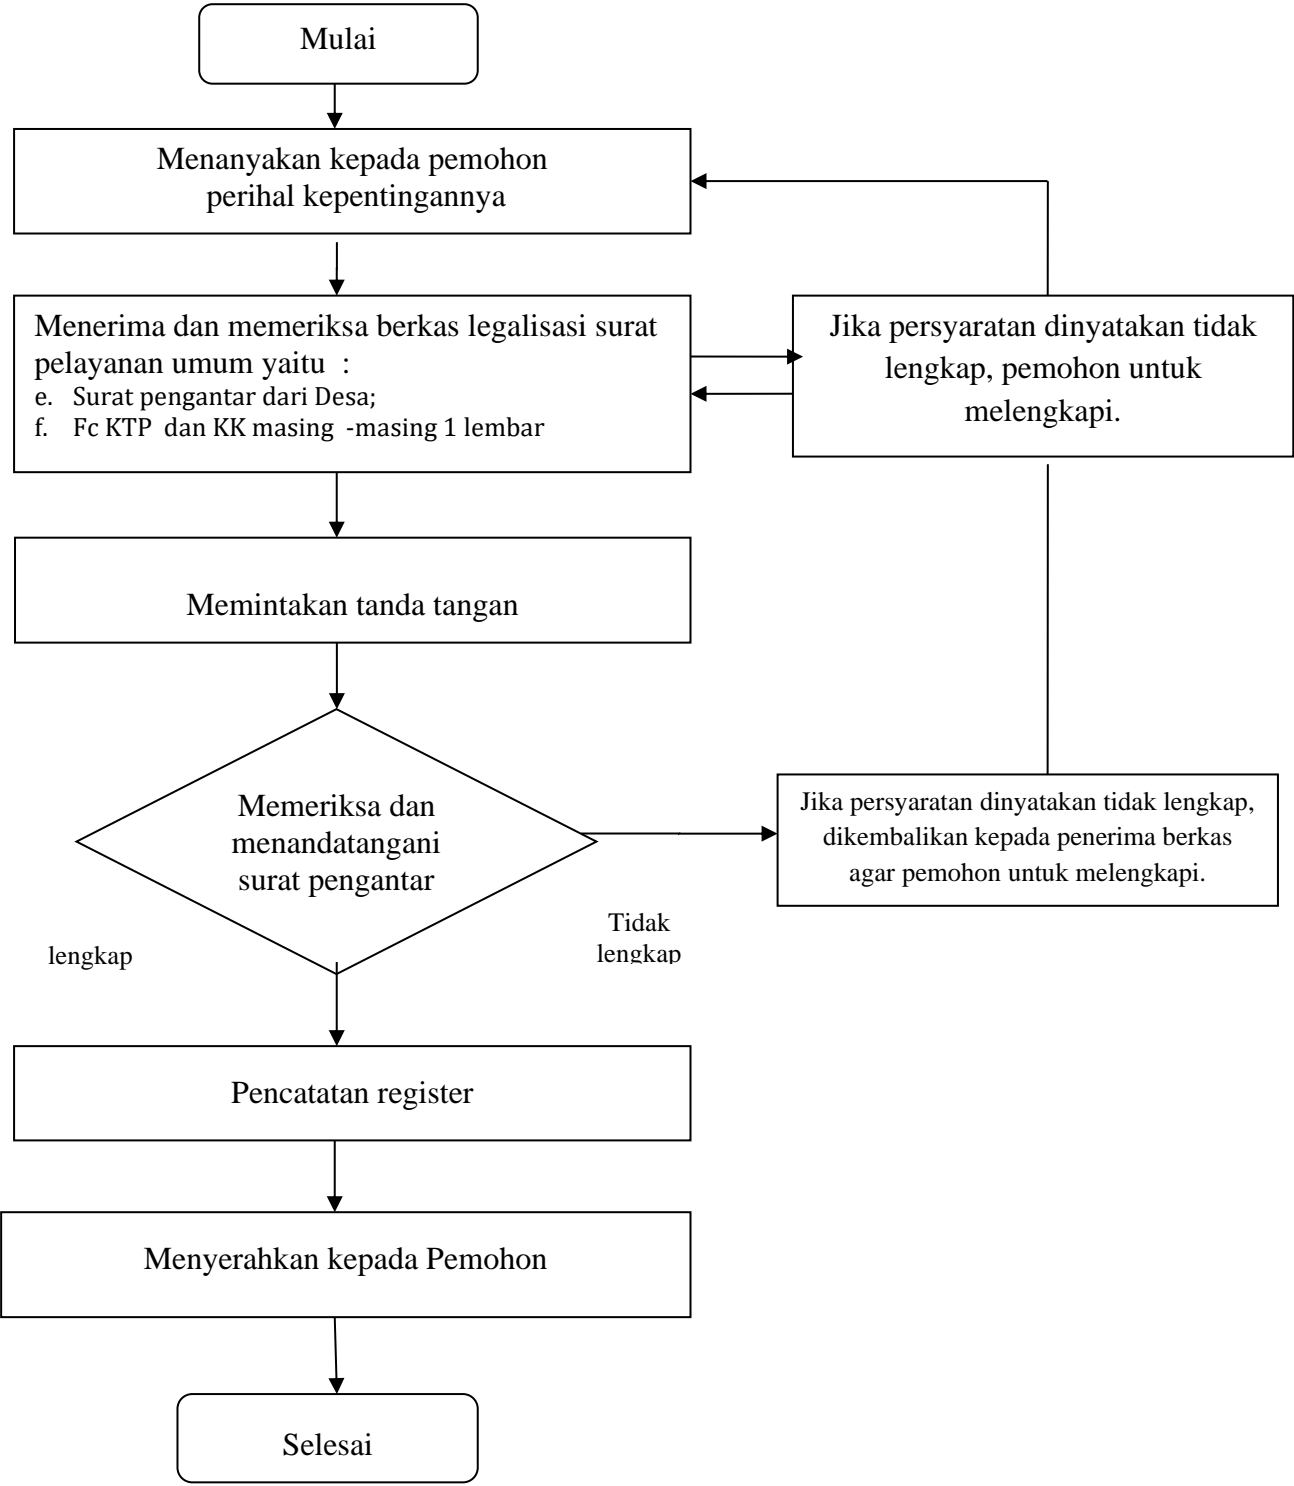 Mulai
Menanyakan kepada pemohon
perihal kepentingannya
Menerima dan memeriksa berkas legalisasi surat
pelayanan umum yaitu  :
e.  Surat pengantar dari Desa;
f.  Fc KTP  dan KK masing  -masing 1 lembar
Jika persyaratan dinyatakan tidak
lengkap, pemohon untuk
melengkapi.
Memintakan tanda tangan
Memeriksa dan
menandatangani
surat pengantar
Jika persyaratan dinyatakan tidak lengkap,
dikembalikan kepada penerima berkas
agar pemohon untuk melengkapi.
lengkap
Tidak
lengkap
Pencatatan register
Menyerahkan kepada Pemohon
Selesai